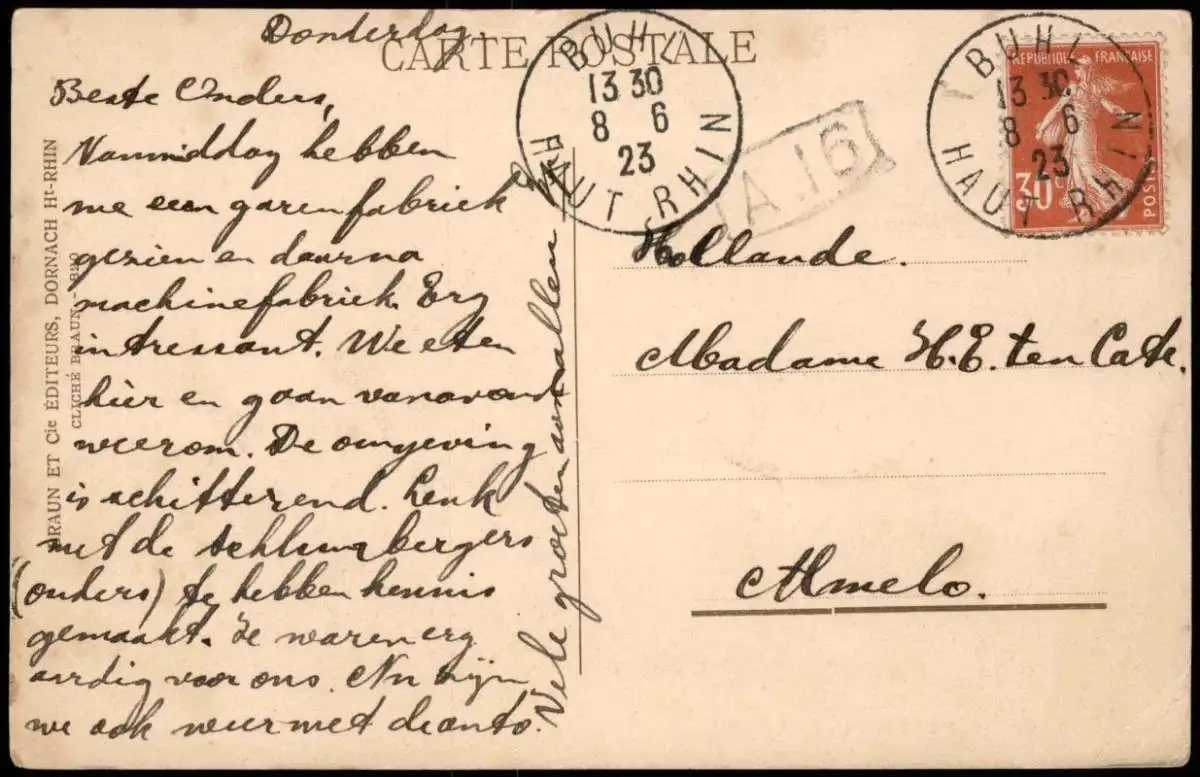 Donderdag.
CARTE POSTALE
Beste Ouders,
Vanmiddag hebben
we een garenfabriek
gezien en daarna
machinefabriek. Erg
intressant. We eten
hier en gaan vanavond
weerom. De omgeving
is schitterend. Leuk
met de Schlumbergers
(ouders) te hebben kennis
gemaakt. Ze waren erg
aardig voor ons. Nu zijn
we ook weer met de auto.
Vele groeten aan allen
BRAUN ET Cie ÉDITEURS, DORNACH Ht-RHIN
CLICHÉ BRAUN -
BUHL
13 30
8 6
23
HAUT RHIN
A.16
BUHL
13 30
8 6
23
HAUT RHIN
REPUBLIQUE FRANÇAISE
30c
POSTES
Hollande.
Madame H.E. ten Cate.
Almelo.